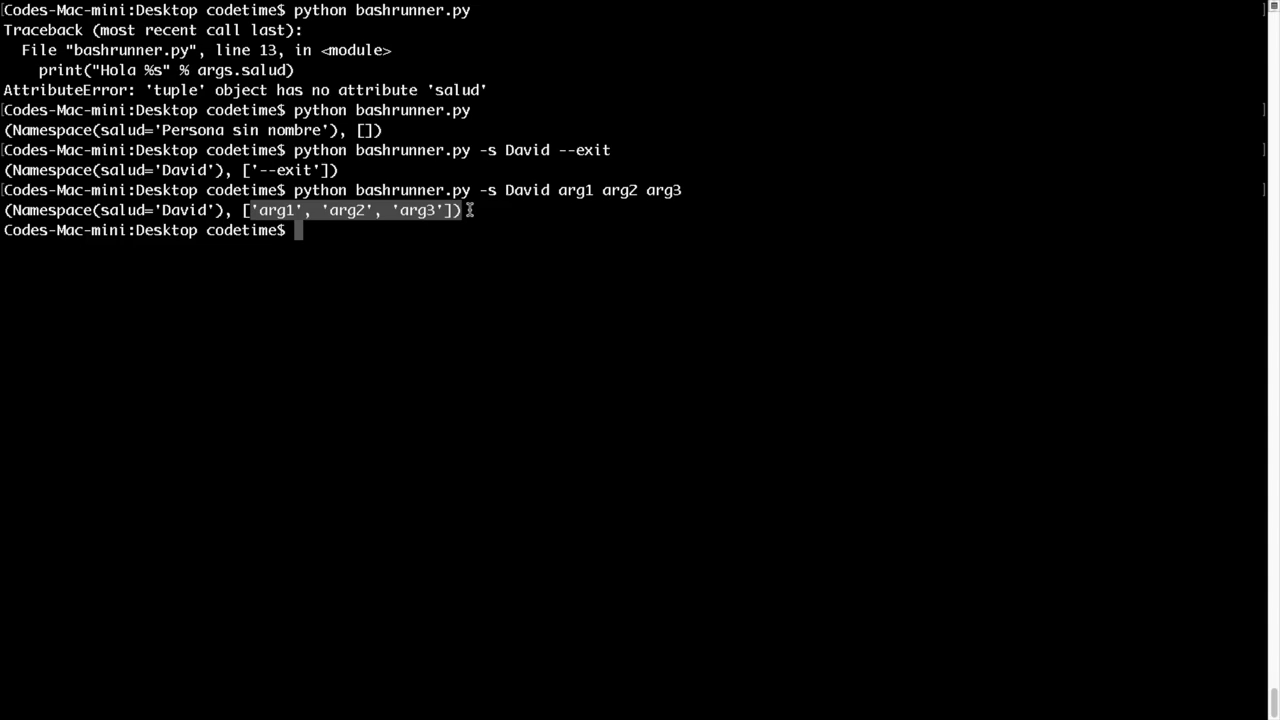 Codes-Mac-mini:Desktop codetime$ python bashrunner.py
Traceback (most recent call last):
  File "bashrunner.py", line 13, in <module>
    print("Hola %s" % args.salud)
AttributeError: 'tuple' object has no attribute 'salud'
Codes-Mac-mini:Desktop codetime$ python bashrunner.py
(Namespace(salud='Persona sin nombre'), [])
Codes-Mac-mini:Desktop codetime$ python bashrunner.py -s David --exit
(Namespace(salud='David'), ['--exit'])
Codes-Mac-mini:Desktop codetime$ python bashrunner.py -s David arg1 arg2 arg3
(Namespace(salud='David'), ['arg1', 'arg2', 'arg3'])
Codes-Mac-mini:Desktop codetime$